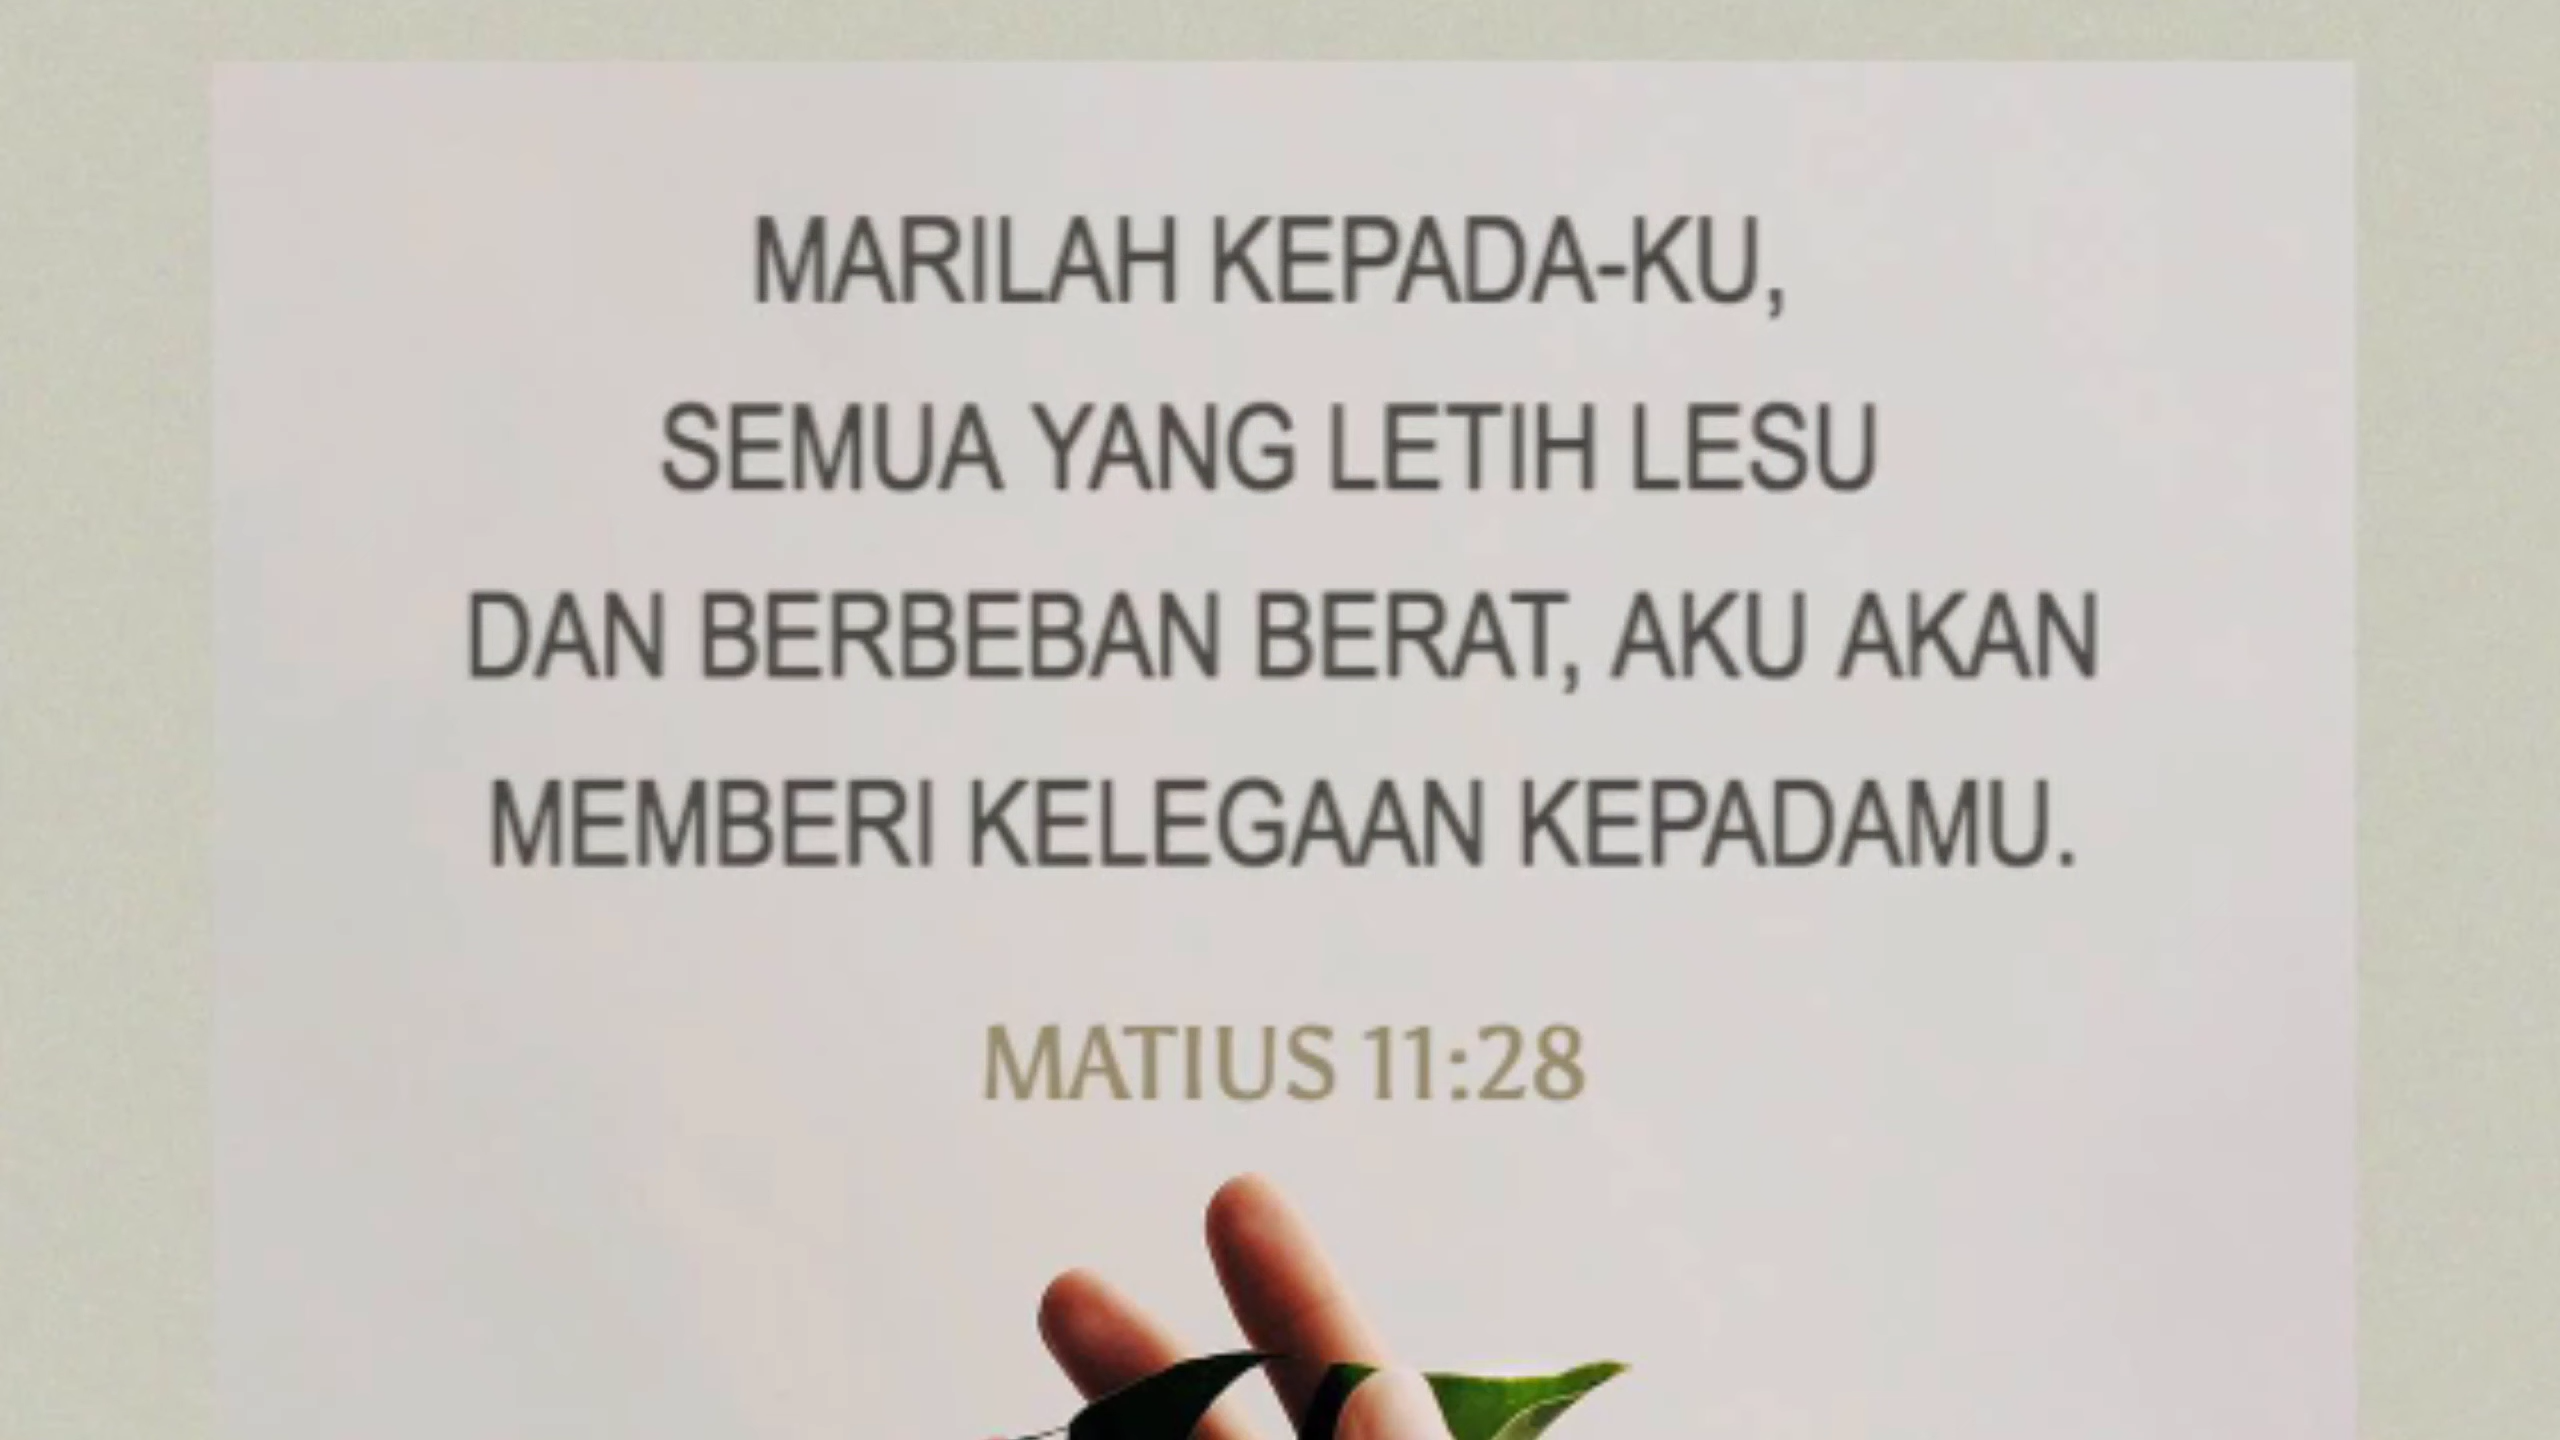 MARILAH KEPADA-KU,
SEMUA YANG LETIH LESU
DAN BERBEBAN BERAT, AKU AKAN
MEMBERI KELEGAAN KEPADAMU.
MATIUS 11:28